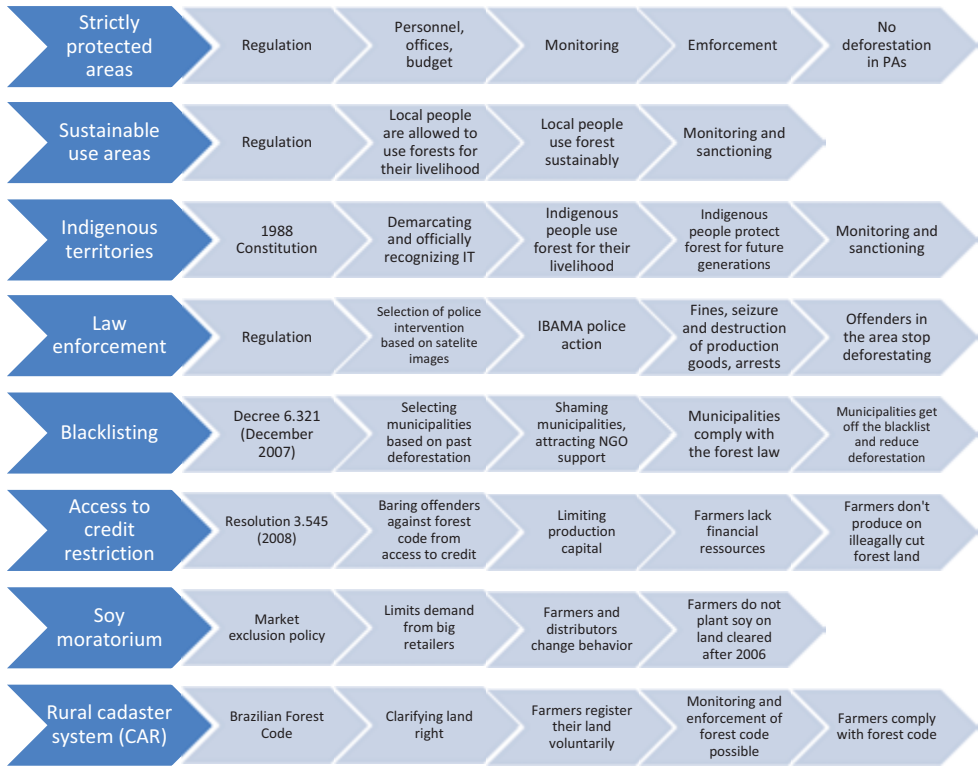 Strictly
protected
areas
Regulation
Personnel,
offices,
budget
Monitoring
Emforcement
No
deforestation
in PAs
Sustainable
use areas
Regulation
Local people
are allowed to
use forests for
their livelihood
Local people
use forest
sustainably
Monitoring and
sanctioning
Indigenous
territories
1988
Constitution
Demarcating
and officially
recognizing IT
Indigenous
people use
forest for their
livelihood
Indigenous
people protect
forest for future
generations
Monitoring and
sanctioning
Law
enforcement
Regulation
Selection of police
intervention
based on satelite
images
IBAMA police
action
Fines, seizure
and destruction
of production
goods, arrests
Offenders in
the area stop
deforestating
Blacklisting
Decree 6.321
(December
2007)
Selecting
municipalities
based on past
deforestation
Shaming
municipalities,
attracting NGO
support
Municipalities
comply with
the forest law
Municipalities get
off the blacklist
and reduce
deforestation
Access to
credit
restriction
Resolution 3.545
(2008)
Baring offenders
against forest
code from
access to credit
Limiting
production
capital
Farmers lack
financial
ressources
Farmers don't
produce on
illeagally cut
forest land
Soy
moratorium
Market
exclusion policy
Limits demand
from big
retailers
Farmers and
distributors
change behavior
Farmers do not
plant soy on
land cleared
after 2006
Rural cadaster
system (CAR)
Brazilian Forest
Code
Clarifying land
right
Farmers register
their land
voluntarily
Monitoring and
enforcement of
forest code
possible
Farmers comply
with forest code